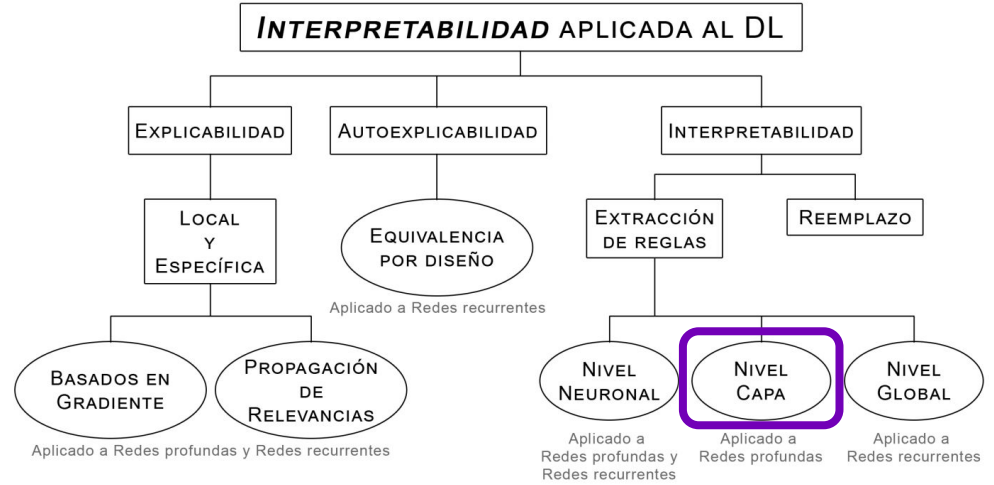 INTERPRETABILIDAD APLICADA AL DL
EXPLICABILIDAD
AUTOEXPLICABILIDAD
INTERPRETABILIDAD
LOCAL
Y
ESPECÍFICA
EQUIVALENCIA
POR DISEÑO
Aplicado a Redes recurrentes
EXTRACCIÓN
DE REGLAS
REEMPLAZO
BASADOS EN
GRADIENTE
PROPAGACIÓN
DE
RELEVANCIAS
Aplicado a Redes profundas y Redes recurrentes
NIVEL
NEURONAL
Aplicado a
Redes profundas y
Redes recurrentes
NIVEL
CAPA
Aplicado a
Redes profundas
NIVEL
GLOBAL
Aplicado a
Redes recurrentes